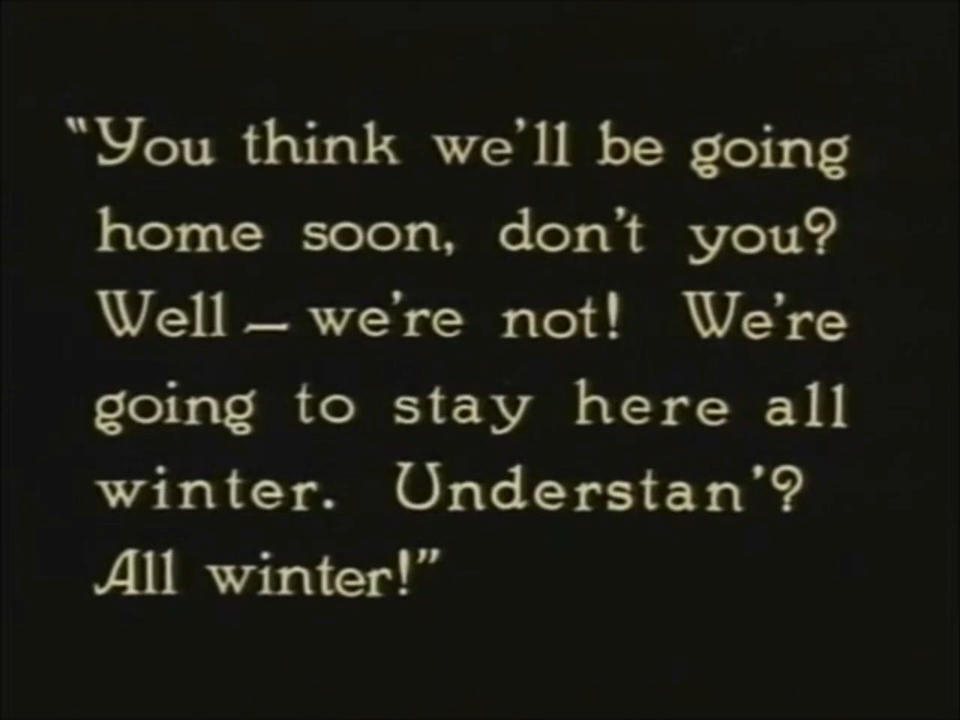 "You think we'll be going
home soon, don't you?
Well — we're not! We're
going to stay here all
winter. Understan'?
All winter!"